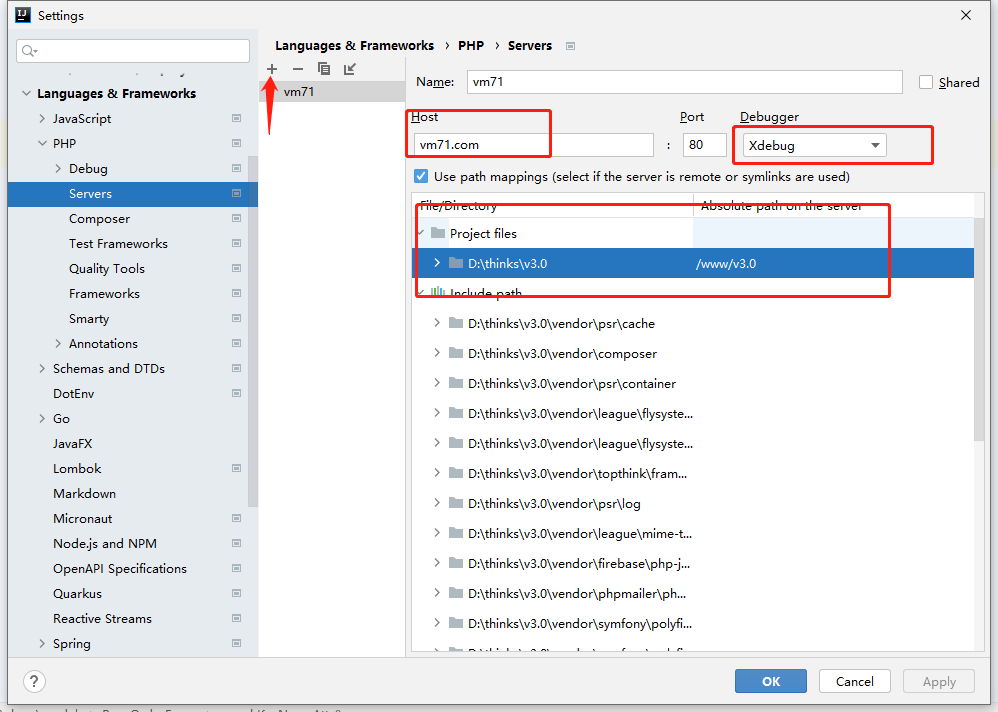 Settings
Languages & Frameworks › PHP › Servers
Languages & Frameworks
JavaScript
PHP
Debug
Servers
Composer
Test Frameworks
Quality Tools
Frameworks
Smarty
Annotations
Schemas and DTDs
DotEnv
Go
JavaFX
Lombok
Markdown
Micronaut
Node.js and NPM
OpenAPI Specifications
Quarkus
Reactive Streams
Spring
vm71
Name: vm71 Shared
Host Port Debugger
vm71.com : 80 Xdebug
Use path mappings (select if the server is remote or symlinks are used)
File/Directory Absolute path on the server
Project files
D:\thinks\v3.0 /www/v3.0
Include path
D:\thinks\v3.0\vendor\psr\cache
D:\thinks\v3.0\vendor\composer
D:\thinks\v3.0\vendor\psr\container
D:\thinks\v3.0\vendor\league\flysyste...
D:\thinks\v3.0\vendor\league\flysyste...
D:\thinks\v3.0\vendor\topthink\fram...
D:\thinks\v3.0\vendor\psr\log
D:\thinks\v3.0\vendor\league\mime-t...
D:\thinks\v3.0\vendor\firebase\php-j...
D:\thinks\v3.0\vendor\phpmailer\ph...
D:\thinks\v3.0\vendor\symfony\polyfi...
? OK Cancel Apply